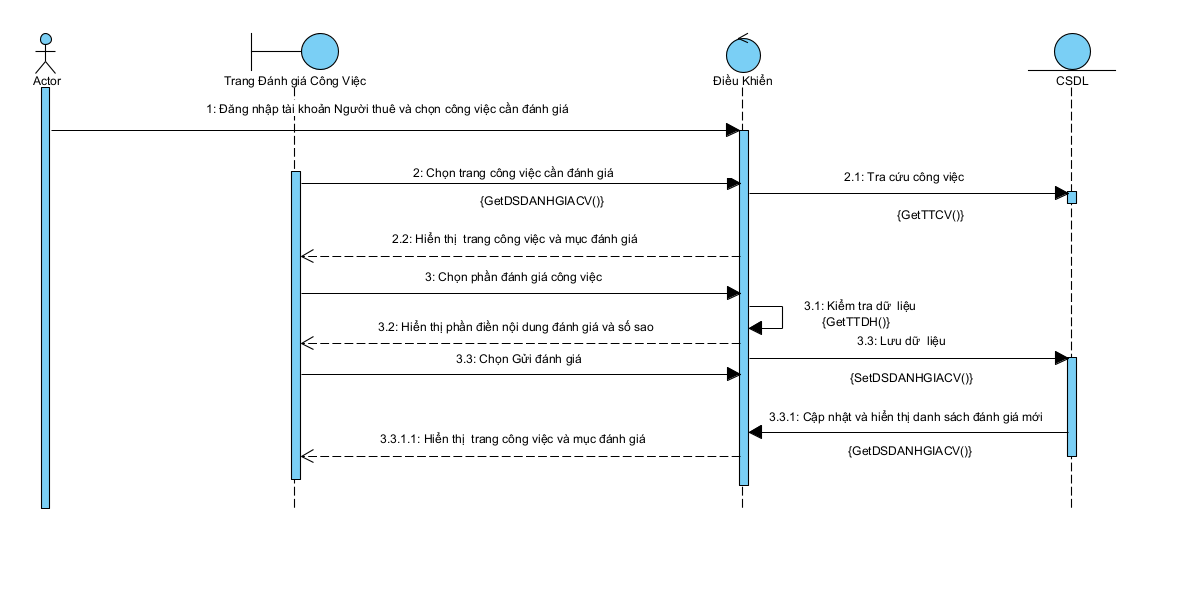 Actor
Trang Đánh giá Công Việc
Điều Khiển
CSDL
1: Đăng nhập tài khoản Người thuê và chọn công việc cần đánh giá
2: Chọn trang công việc cần đánh giá
2.1: Tra cứu công việc
{GetDSDANHGIACV()}
{GetTTCV()}
2.2: Hiển thị trang công việc và mục đánh giá
3: Chọn phần đánh giá công việc
3.1: Kiểm tra dữ liệu
{GetTTDH()}
3.2: Hiển thị phần điền nội dung đánh giá và số sao
3.3: Lưu dữ liệu
3.3: Chọn Gửi đánh giá
{SetDSDANHGIACV()}
3.3.1: Cập nhật và hiển thị danh sách đánh giá mới
3.3.1.1: Hiển thị trang công việc và mục đánh giá
{GetDSDANHGIACV()}